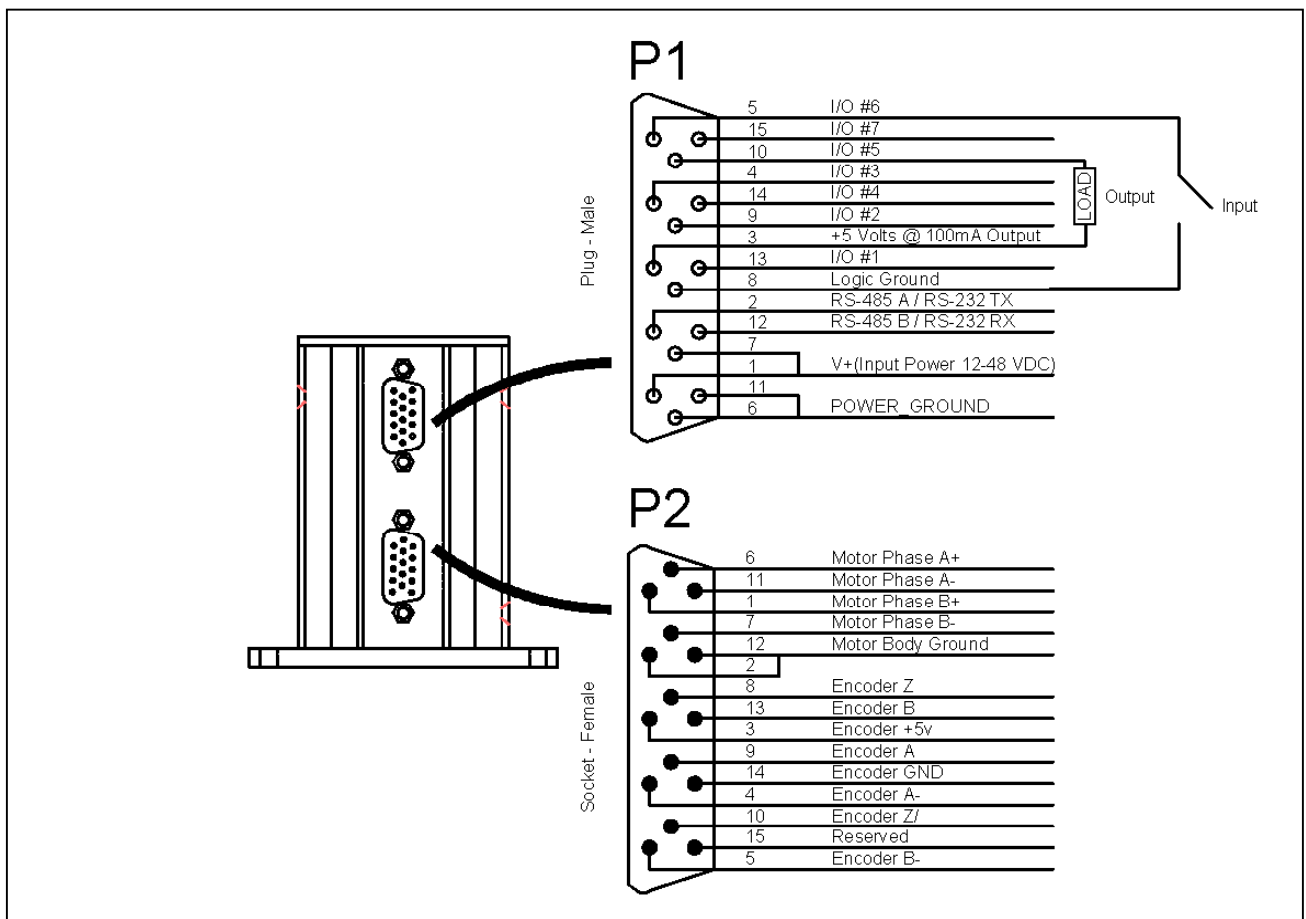 P1
Plug - Male
5 I/O #6
15 I/O #7
10 I/O #5
4 I/O #3
14 I/O #4
9 I/O #2
3 +5 Volts @ 100mA Output
13 I/O #1
8 Logic Ground
2 RS-485 A / RS-232 TX
12 RS-485 B / RS-232 RX
7
1 V+(Input Power 12-48 VDC)
11
6 POWER_GROUND
LOAD
Output
Input
P2
Socket - Female
6 Motor Phase A+
11 Motor Phase A-
1 Motor Phase B+
7 Motor Phase B-
12 Motor Body Ground
2
8 Encoder Z
13 Encoder B
3 Encoder +5v
9 Encoder A
14 Encoder GND
4 Encoder A-
10 Encoder Z/
15 Reserved
5 Encoder B-